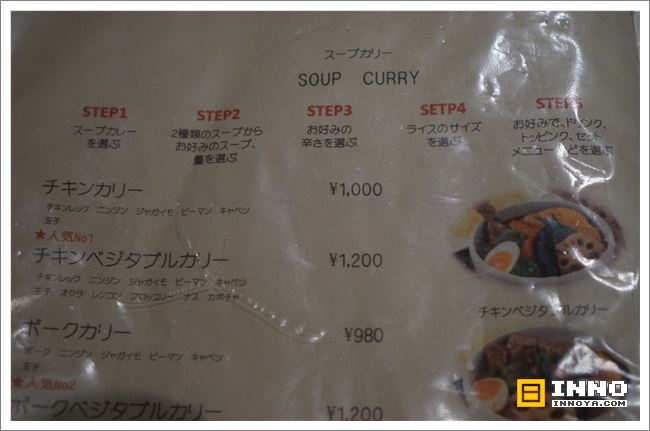 スープカリー
SOUP CURRY
STEP1
スープカレー
を選ぶ
STEP2
2種類のスープから
お好みのスープ、
量を選ぶ
STEP3
お好みの
辛さを選ぶ
SETP4
ライスのサイズ
を選ぶ
STEP5
お好みで、ドリンク、
トッピング、セット
メニューなどを選ぶ
チキンカリー ¥1,000
チキンレッグ ニンジン ジャガイモ ピーマン キャベツ
玉子
★人気No1
チキンベジタブルカリー ¥1,200
チキンレッグ ニンジン ジャガイモ ピーマン キャベツ
玉子 オクラ レンコン ブロッコリー ナス カボチャ
チキンベジタブルカリー
ポークカリー ¥980
ポーク ニンジン ジャガイモ ピーマン キャベツ
玉子
★人気No2
ポークベジタブルカリー ¥1,200
INNO
INNOYA.COM